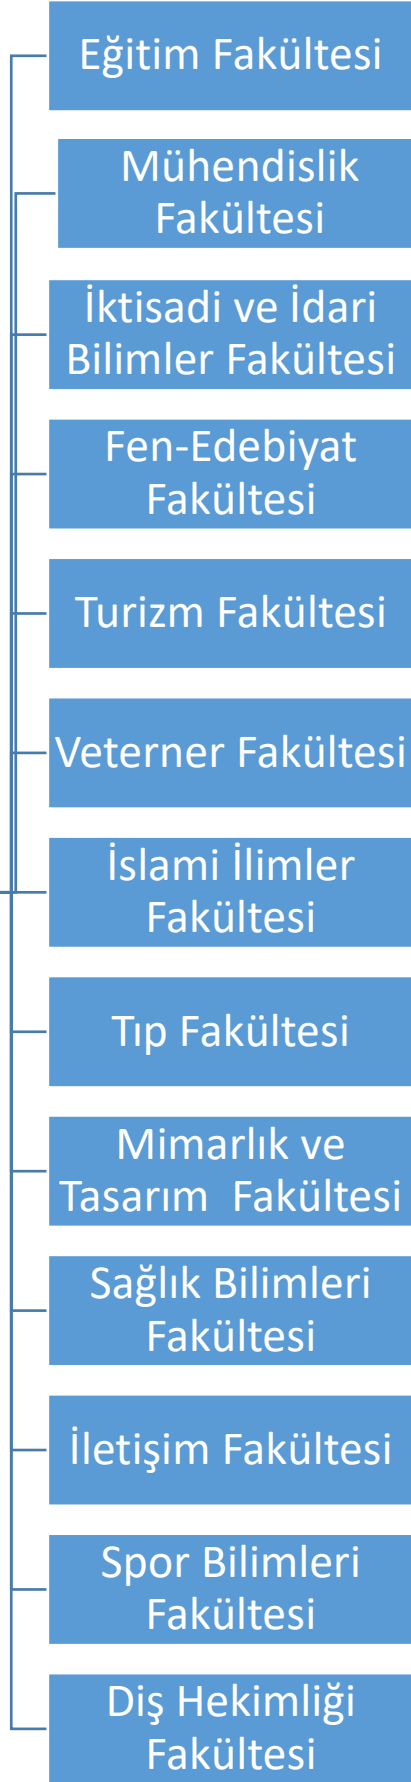 Eğitim Fakültesi
Mühendislik
Fakültesi
İktisadi ve İdari
Bilimler Fakültesi
Fen-Edebiyat
Fakültesi
Turizm Fakültesi
Veterner Fakültesi
İslami İlimler
Fakültesi
Tıp Fakültesi
Mimarlık ve
Tasarım  Fakültesi
Sağlık Bilimleri
Fakültesi
İletişim Fakültesi
Spor Bilimleri
Fakültesi
Diş Hekimliği
Fakültesi